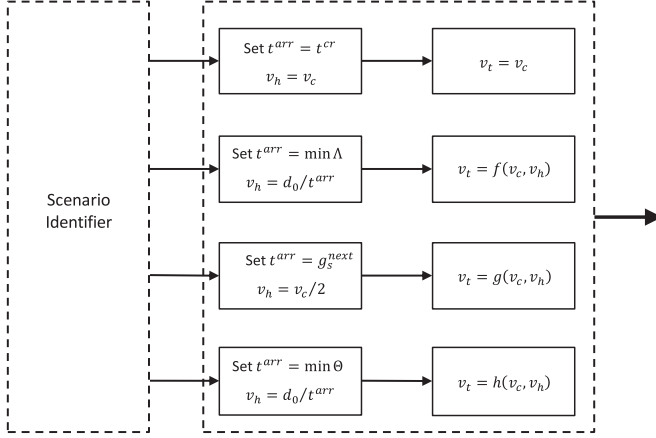 Scenario
Identifier
Set t^{arr} = t^{cr}
v_h = v_c
v_t = v_c
Set t^{arr} = min Λ
v_h = d_0/t^{arr}
v_t = f(v_c, v_h)
Set t^{arr} = g_s^{next}
v_h = v_c/2
v_t = g(v_c, v_h)
Set t^{arr} = min Θ
v_h = d_0/t^{arr}
v_t = h(v_c, v_h)